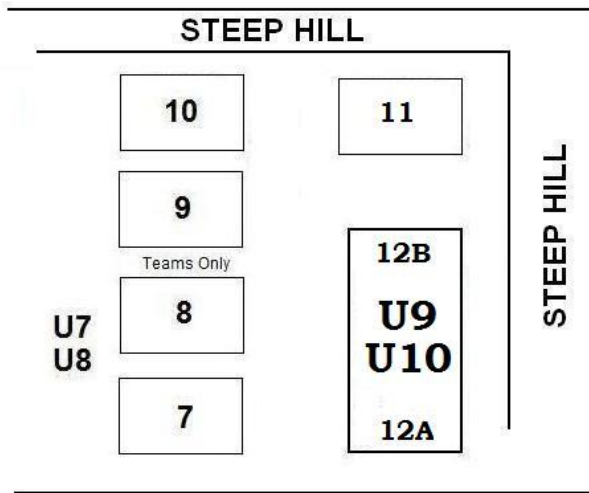 STEEP HILL
10
11
9
Teams Only
8
U7
U8
7
12B
U9
U10
12A
STEEP HILL